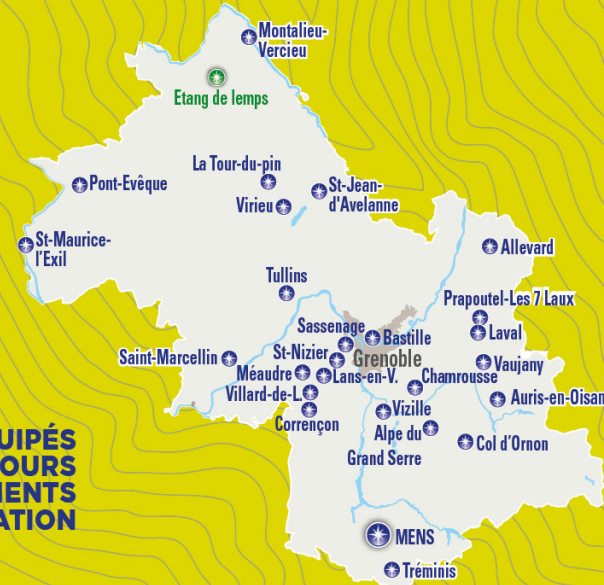 Montalieu-
Vercieu
Etang de lemps
La Tour-du-pin
Pont-Evêque
St-Jean-
d'Avelanne
Virieu
St-Maurice-
l'Exil
Allevard
Tullins
Prapoutel-Les 7 Laux
Sassenage
Bastille
Laval
St-Nizier
Grenoble
Saint-Marcellin
Vaujany
Méaudre
Lans-en-V.
Chamrousse
Villard-de-L.
Auris-en-Oisan
Corrençon
Vizille
Alpe du
Grand Serre
Col d'Ornon
UIPÉS
OURS
MENTS
ATION
MENS
Tréminis